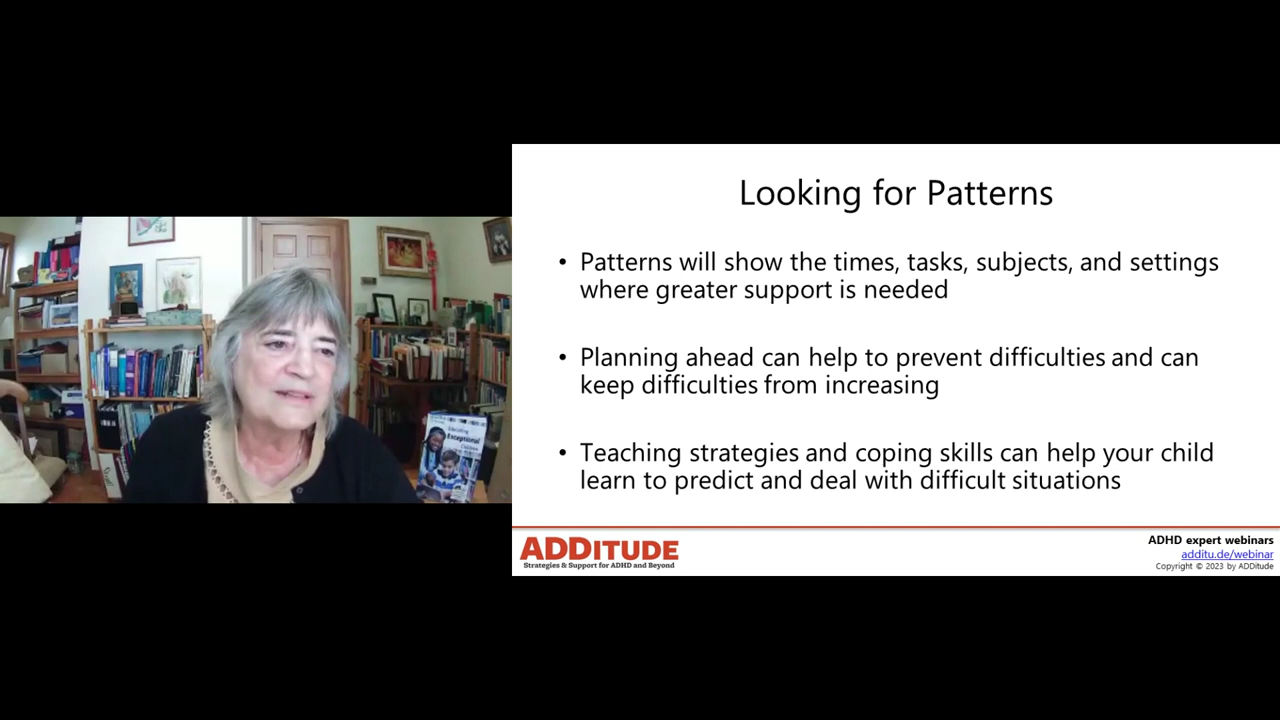 Looking for Patterns
• Patterns will show the times, tasks, subjects, and settings
where greater support is needed
• Planning ahead can help to prevent difficulties and can
keep difficulties from increasing
• Teaching strategies and coping skills can help your child
learn to predict and deal with difficult situations
Educating
Exceptional
Children
ADDITUDE
Strategies & Support for ADHD and Beyond
ADHD expert webinars
additu.de/webinar
Copyright © 2023 by ADDitude